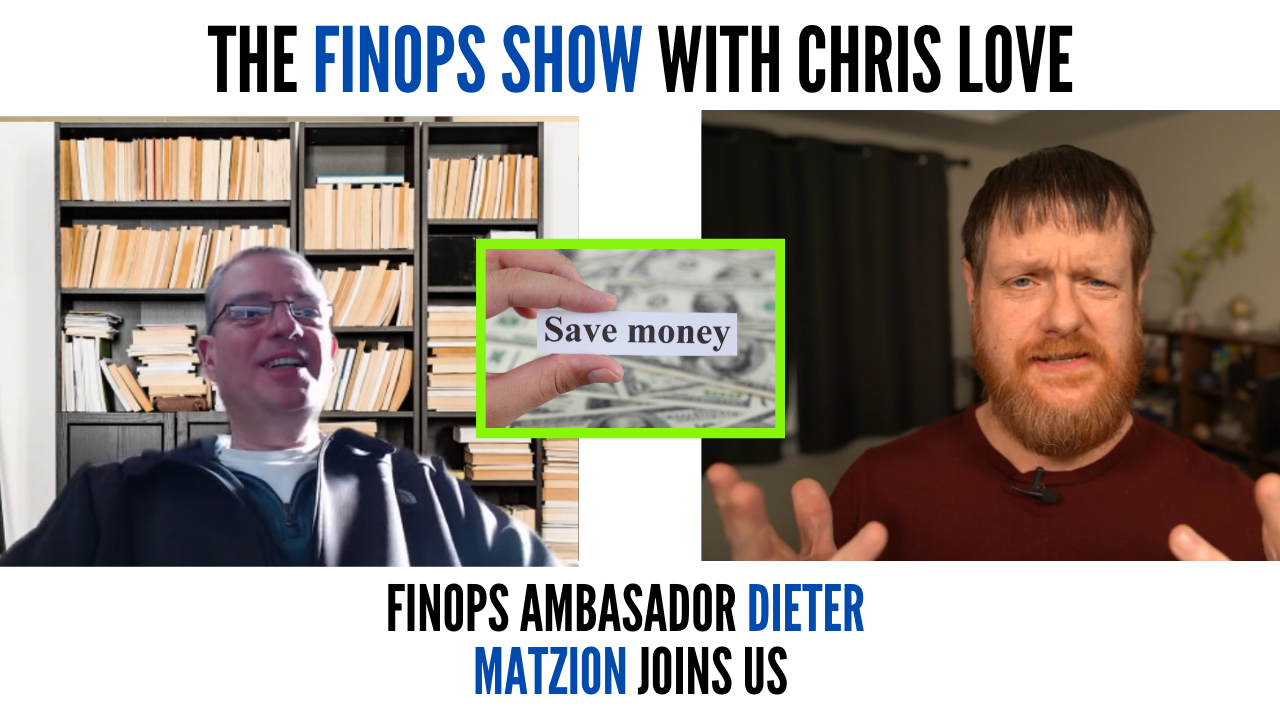 THE FINOPS SHOW WITH CHRIS LOVE
Save money
FINOPS AMBASADOR DIETER
MATZION JOINS US